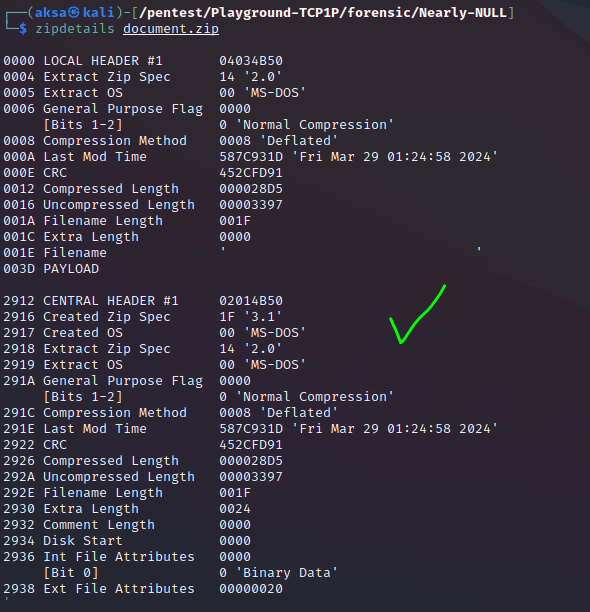 ┌──(aksa㉿kali)-[/pentest/Playground-TCP1P/forensic/Nearly-NULL]
└─$ zipdetails document.zip
0000 LOCAL HEADER #1       04034B50
0004 Extract Zip Spec      14 '2.0'
0005 Extract OS            00 'MS-DOS'
0006 General Purpose Flag  0000
     [Bits 1-2]            0 'Normal Compression'
0008 Compression Method    0008 'Deflated'
000A Last Mod Time         587C931D 'Fri Mar 29 01:24:58 2024'
000E CRC                   452CFD91
0012 Compressed Length     000028D5
0016 Uncompressed Length   00003397
001A Filename Length       001F
001C Extra Length          0000
001E Filename              '                               '
003D PAYLOAD
2912 CENTRAL HEADER #1     02014B50
2916 Created Zip Spec      1F '3.1'
2917 Created OS            00 'MS-DOS'
2918 Extract Zip Spec      14 '2.0'
2919 Extract OS            00 'MS-DOS'
291A General Purpose Flag  0000
     [Bits 1-2]            0 'Normal Compression'
291C Compression Method    0008 'Deflated'
291E Last Mod Time         587C931D 'Fri Mar 29 01:24:58 2024'
2922 CRC                   452CFD91
2926 Compressed Length     000028D5
292A Uncompressed Length   00003397
292E Filename Length       001F
2930 Extra Length          0024
2932 Comment Length        0000
2934 Disk Start            0000
2936 Int File Attributes   0000
     [Bit 0]               0 'Binary Data'
2938 Ext File Attributes   00000020